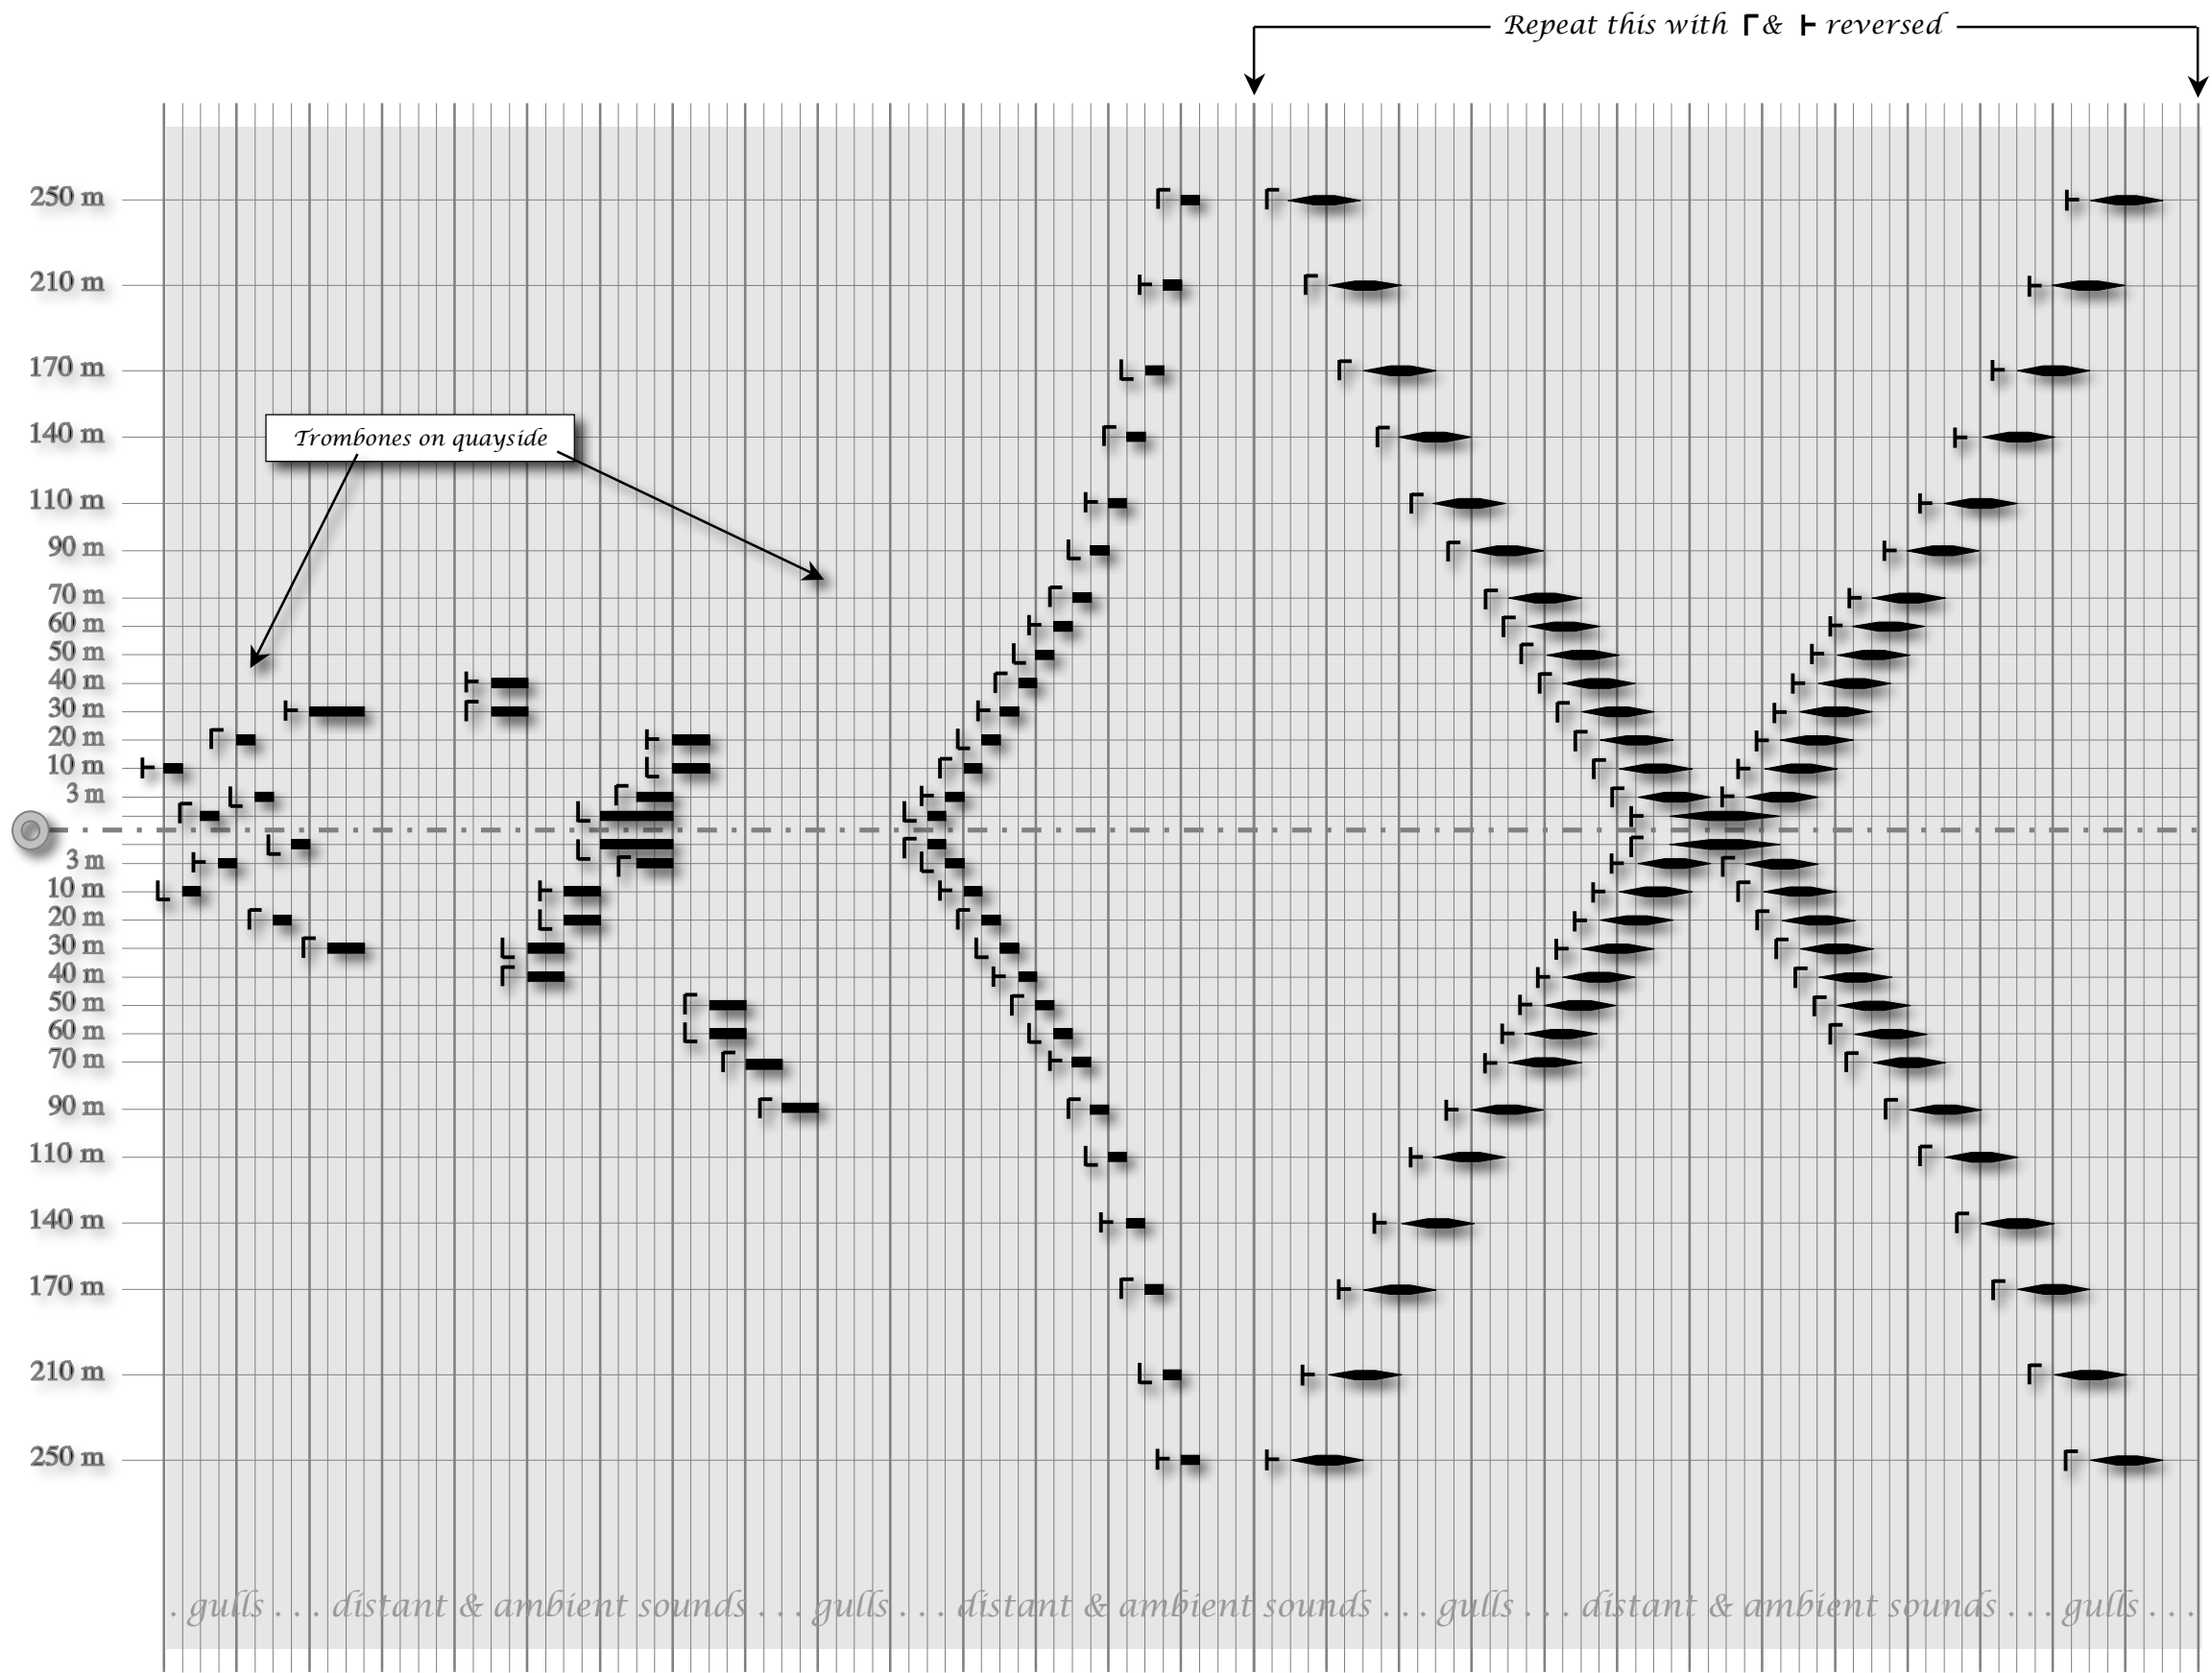 Repeat this with Γ & ⊢ reversed
250 m
210 m
170 m
140 m
Trombones on quayside
110 m
90 m
70 m
60 m
50 m
40 m
30 m
20 m
10 m
3 m
3 m
10 m
20 m
30 m
40 m
50 m
60 m
70 m
90 m
110 m
140 m
170 m
210 m
250 m
. gulls . . . distant & ambient sounds . . . gulls . . . distant & ambient sounds . . . gulls . . . distant & ambient sounds . . . gulls . . .